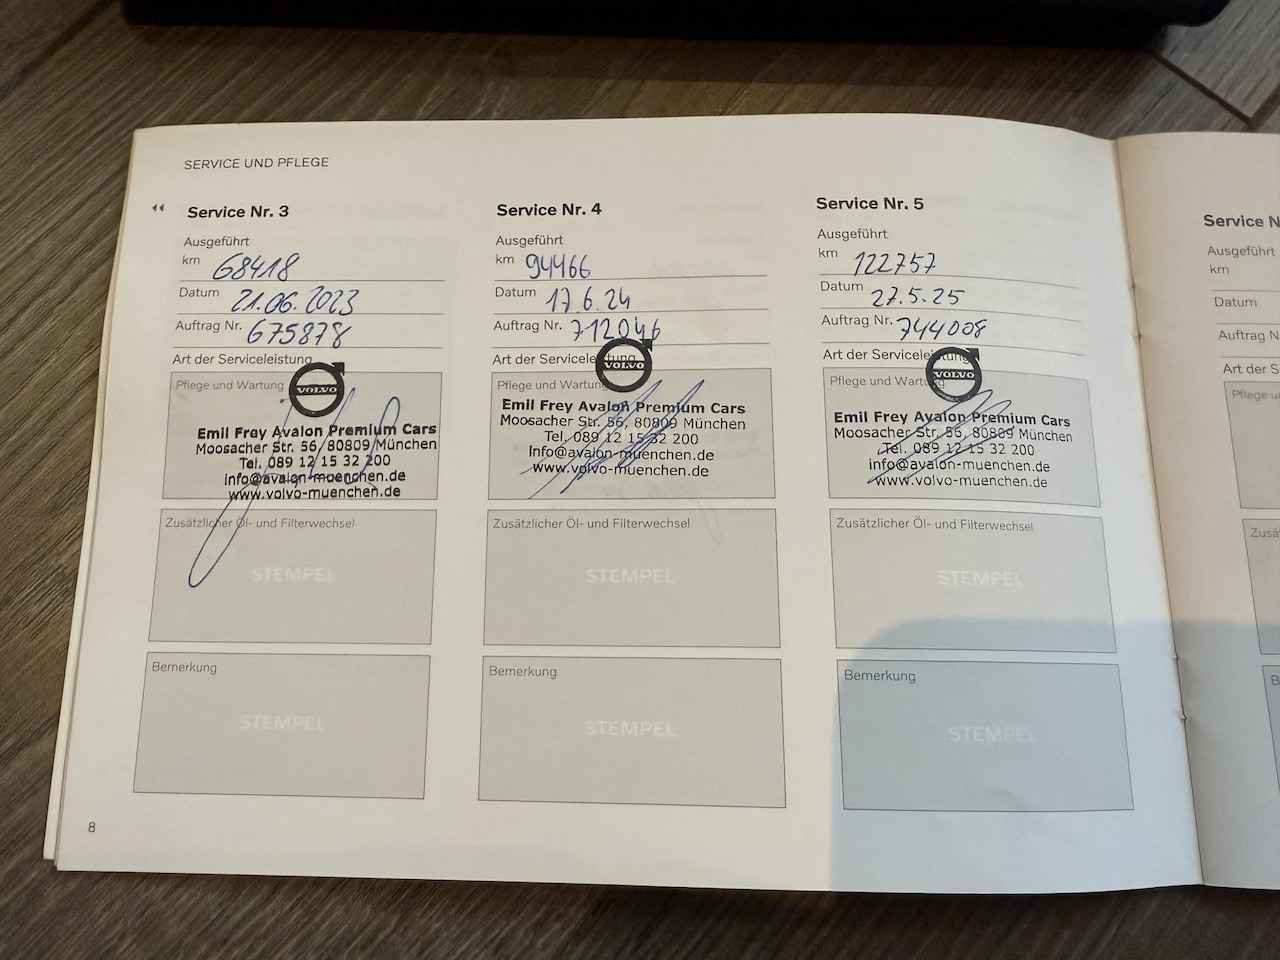 SERVICE UND PFLEGE
Service Nr. 3
Ausgeführt
km 68418
Datum 21.06.2023
Auftrag Nr. 675878
Art der Serviceleistung
Pflege und Wartung
VOLVO
Emil Frey Avalon Premium Cars
Moosacher Str. 56, 80809 München
Tel. 089 12 15 32 200
info@avalon-muenchen.de
www.volvo-muenchen.de
Zusätzlicher Öl- und Filterwechsel
STEMPEL
Bemerkung
STEMPEL
Service Nr. 4
Ausgeführt
km 94466
Datum 17.6.24
Auftrag Nr. 712046
Art der Serviceleistung
Pflege und Wartung
VOLVO
Emil Frey Avalon Premium Cars
Moosacher Str. 56, 80809 München
Tel. 089 12 15 32 200
Info@avalon-muenchen.de
www.volvo-muenchen.de
Zusätzlicher Öl- und Filterwechsel
STEMPEL
Bemerkung
STEMPEL
Service Nr. 5
Ausgeführt
km 122757
Datum 27.5.25
Auftrag Nr. 744008
Art der Serviceleistung
Pflege und Wartung
VOLVO
Emil Frey Avalon Premium Cars
Moosacher Str. 56, 80809 München
Tel. 089 12 15 32 200
info@avalon-muenchen.de
www.volvo-muenchen.de
Zusätzlicher Öl- und Filterwechsel
STEMPEL
Bemerkung
STEMPEL
8
Service N
Ausgeführt
km
Datum
Auftrag N
Art der S
Pflege u
Zusä
B